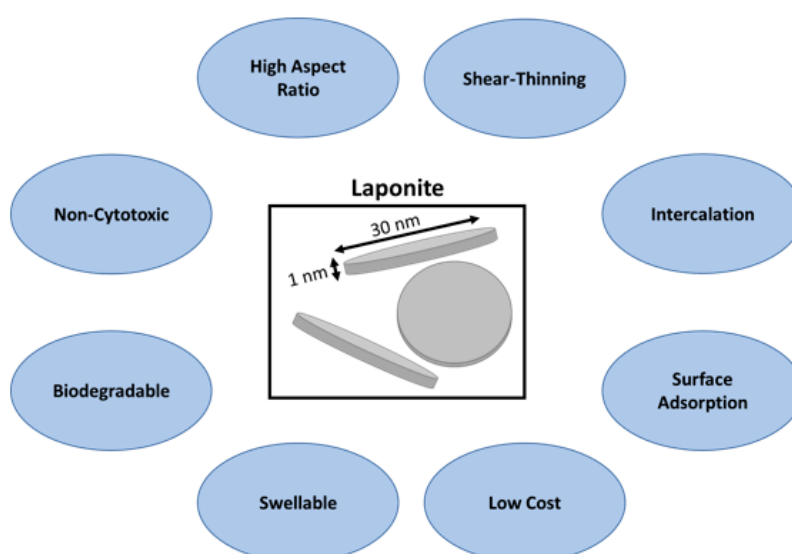 High Aspect
Ratio
Shear-Thinning
Non-Cytotoxic
Laponite
Intercalation
30 nm
1 nm
Biodegradable
Surface
Adsorption
Swellable
Low Cost